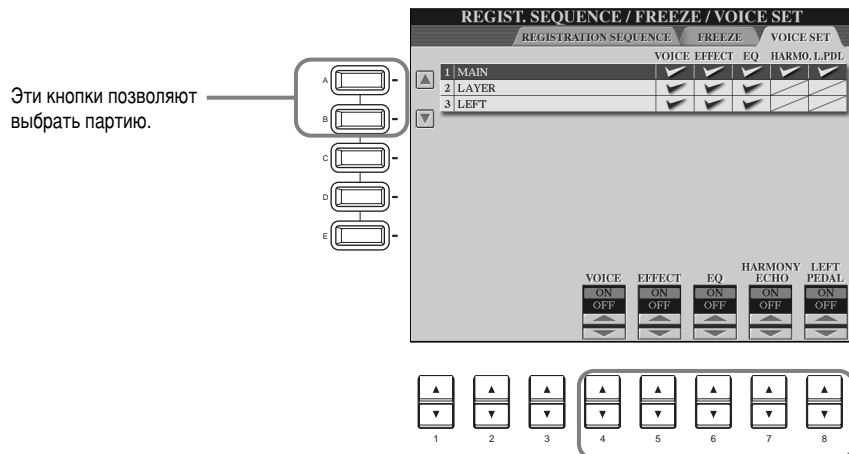 REGIST. SEQUENCE / FREEZE / VOICE SET
REGISTRATION SEQUENCE FREEZE VOICE SET
VOICE EFFECT EQ HARMO. L.PDL
1 MAIN
2 LAYER
3 LEFT
Эти кнопки позволяют
выбрать партию.
A
B
C
D
E
VOICE EFFECT EQ HARMONY ECHO LEFT PEDAL
ON ON ON ON ON
OFF OFF OFF OFF OFF
1 2 3 4 5 6 7 8